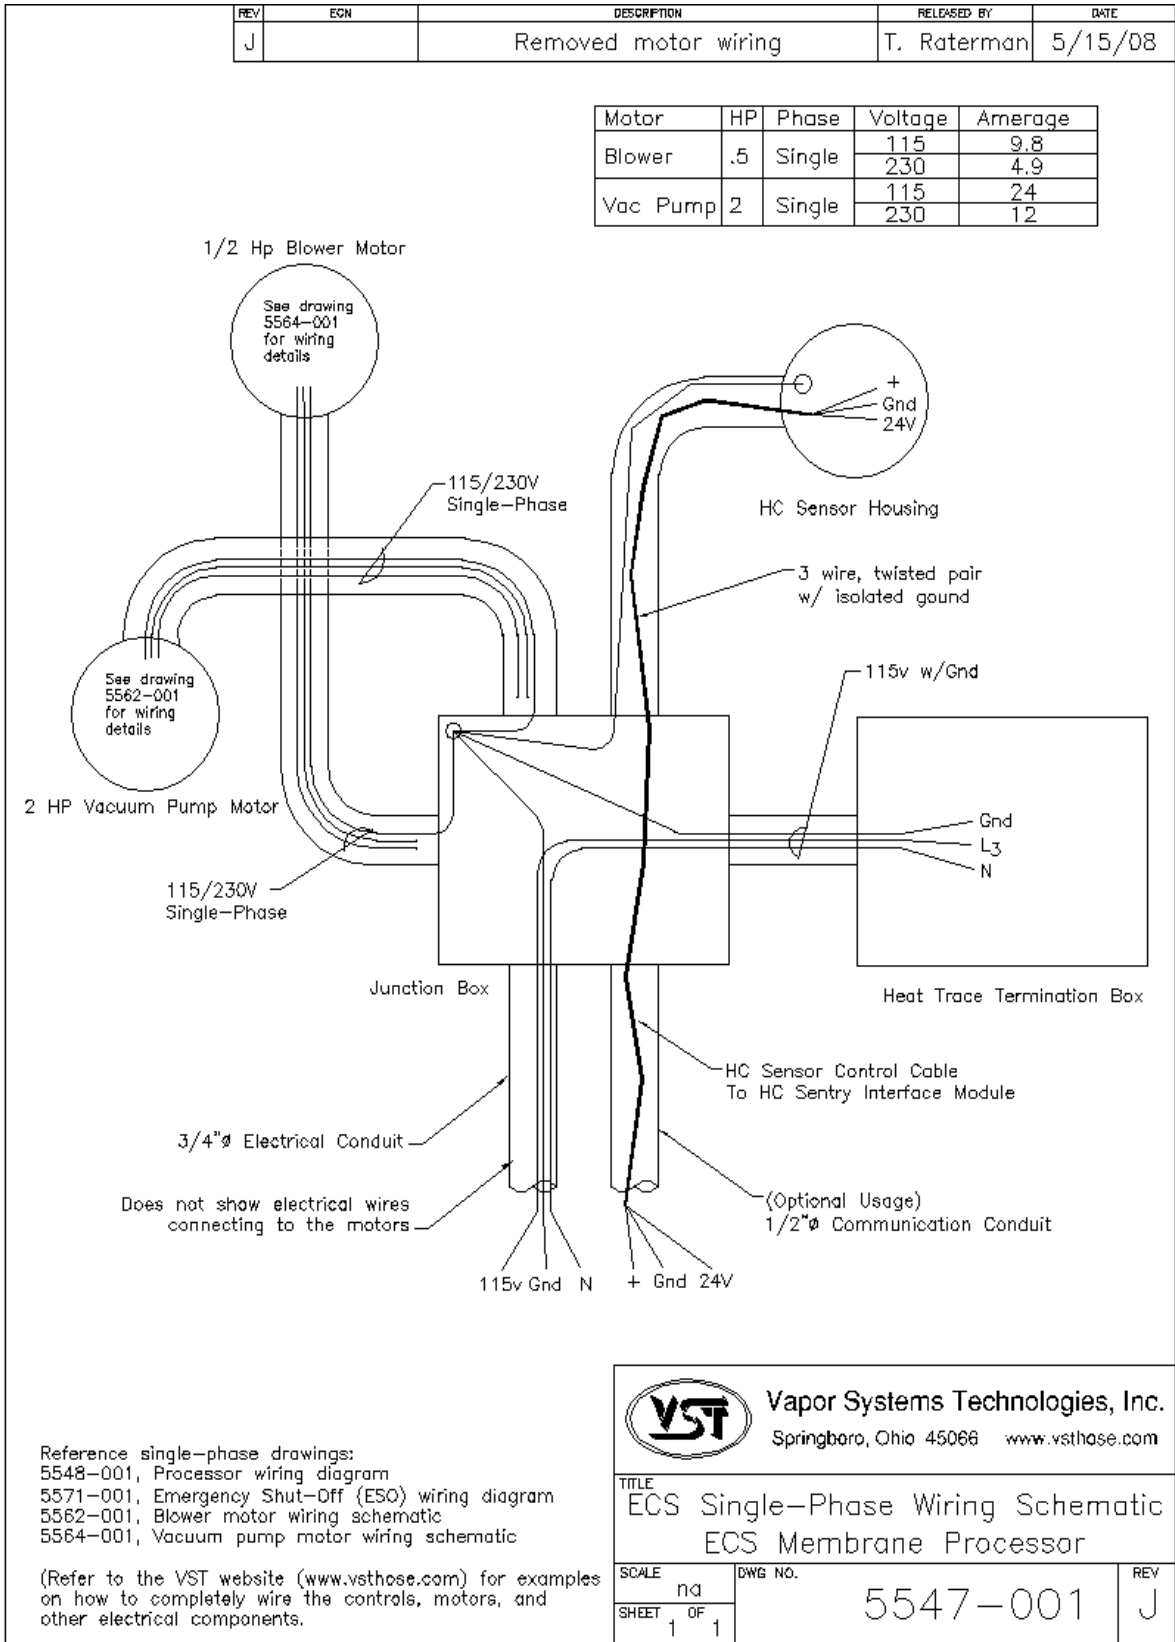 REV ECN DESCRIPTION RELEASED BY DATE
J Removed motor wiring T. Raterman 5/15/08
Motor HP Phase Voltage Amerage
Blower .5 Single 115 9.8
230 4.9
Vac Pump 2 Single 115 24
230 12
1/2 Hp Blower Motor
See drawing
5564-001
for wiring
details
+
Gnd
24V
115/230V
Single-Phase
HC Sensor Housing
3 wire, twisted pair
w/ isolated gound
See drawing
5562-001
for wiring
details
115v w/Gnd
2 HP Vacuum Pump Motor
Gnd
L3
N
115/230V
Single-Phase
Junction Box
Heat Trace Termination Box
HC Sensor Control Cable
To HC Sentry Interface Module
3/4"ø Electrical Conduit
Does not show electrical wires
connecting to the motors
(Optional Usage)
1/2"ø Communication Conduit
115v Gnd N + Gnd 24V
VST
Vapor Systems Technologies, Inc.
Springboro, Ohio 45066 www.vsthose.com
Reference single-phase drawings:
5548-001, Processor wiring diagram
5571-001, Emergency Shut-Off (ESO) wiring diagram
5562-001, Blower motor wiring schematic
5564-001, Vacuum pump motor wiring schematic
(Refer to the VST website (www.vsthose.com) for examples
on how to completely wire the controls, motors, and
other electrical components.
TITLE
ECS Single-Phase Wiring Schematic
ECS Membrane Processor
SCALE na DWG NO. 5547-001 REV J
SHEET 1 OF 1